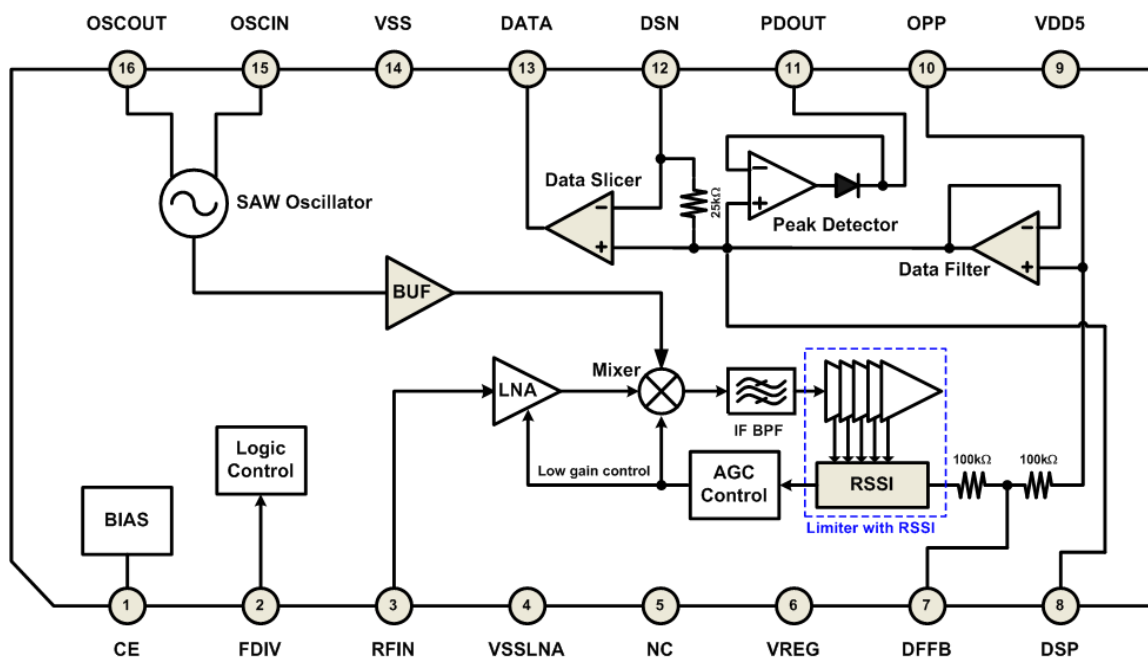 OSCOUT OSCIN VSS DATA DSN PDOUT OPP VDD5
16 15 14 13 12 11 10 9
Data Slicer
25kΩ
SAW Oscillator
Peak Detector
Data Filter
− + − + − +
BUF
Mixer
LNA
IF BPF
Logic
Control
Low gain control
AGC
Control
RSSI
100kΩ 100kΩ
Limiter with RSSI
BIAS
1 2 3 4 5 6 7 8
CE FDIV RFIN VSSLNA NC VREG DFFB DSP